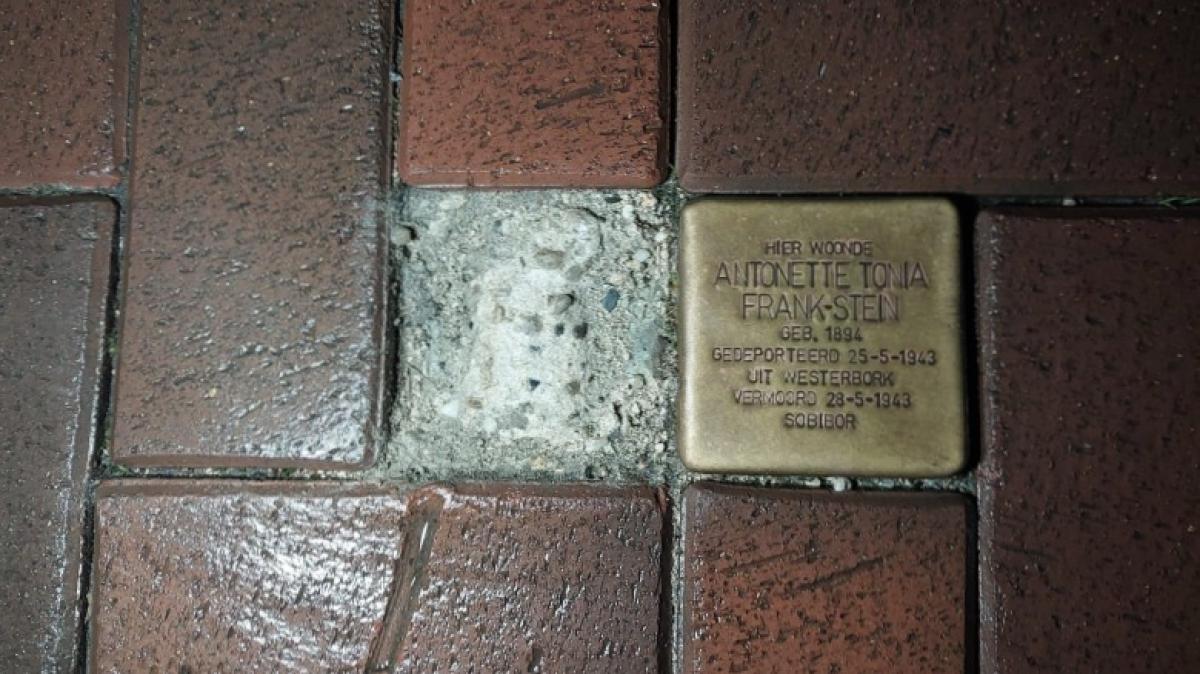 HIER WOONDE
ANTONETTE TONIA
FRANK-STEIN
GEB. 1894
GEDEPORTEERD 25-5-1943
UIT WESTERBORK
VERMOORD 28-5-1943
SOBIBOR